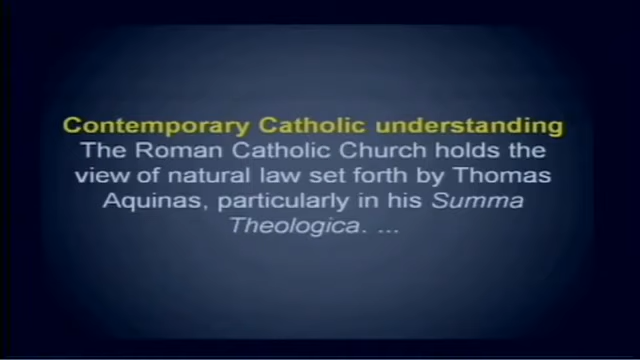 Contemporary Catholic understanding
The Roman Catholic Church holds the
view of natural law set forth by Thomas
Aquinas, particularly in his Summa
Theologica. ...